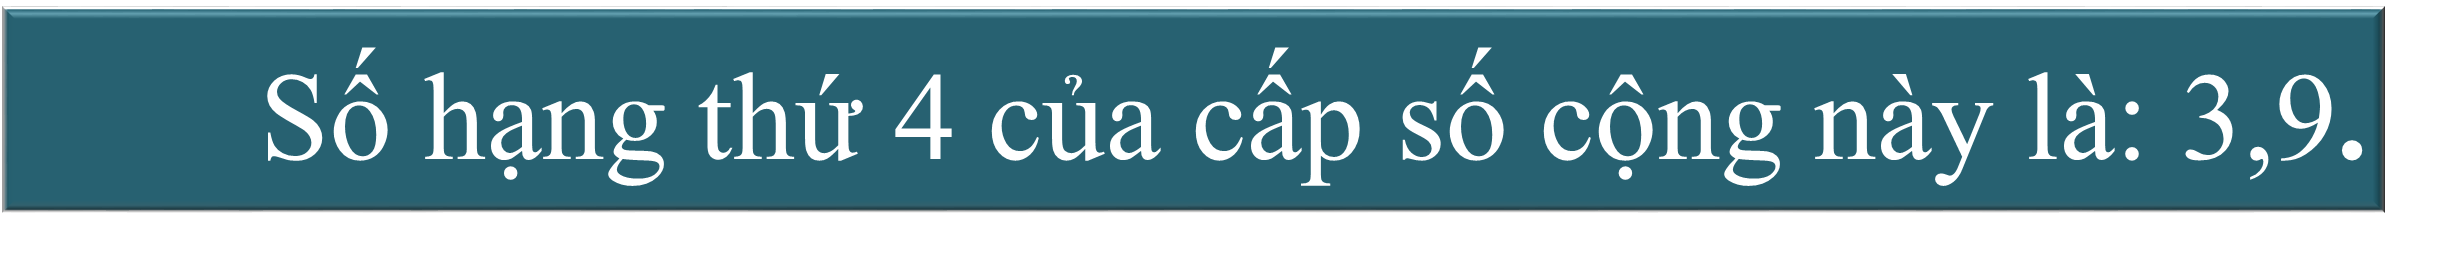 Số hạng thứ 4 của cấp số cộng này là: 3,9.